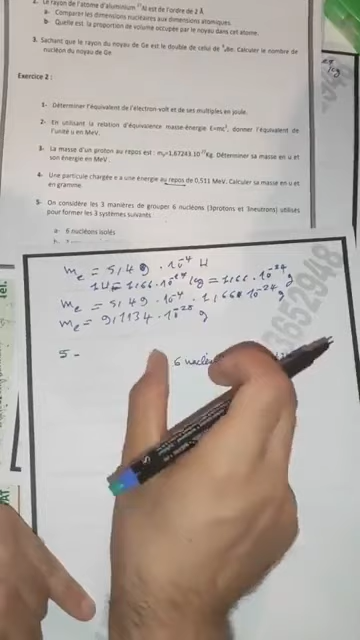 2. Le rayon de l'atome d'aluminium ²⁷Al est de l'ordre de 2 Å.
a- Comparer les dimensions nucléaires aux dimensions atomiques.
b- Quelle est la proportion de volume occupé par le noyau dans cet atome.
3. Sachant que le rayon du noyau de Ge est le double de celui de ⁹₄Be. Calculer le nombre de
nucléon du noyau de Ge
Exercice 2 :
1- Déterminer l'équivalent de l'électron-volt et de ses multiples en joule.
2- En utilisant la relation d'équivalence masse-énergie E=mc², donner l'équivalent de
l'unité u en MeV.
3- La masse d'un proton au repos est : mₚ=1,67243.10⁻²⁷Kg. Déterminer sa masse en u et
son énergie en MeV.
4- Une particule chargée e a une énergie au repos de 0,511 MeV. Calculer sa masse en u et
en gramme.
5- On considère les 3 manières de grouper 6 nucléons (3protons et 3neutrons) utilisés
pour former les 3 systèmes suivants
a- 6 nucléons isolés
mₑ = 5,49 . 10⁻⁴ u
1u = 1,66 . 10⁻²⁷ kg = 1,66 . 10⁻²⁴ g
mₑ = 5,49 . 10⁻⁴ . 1,66 . 10⁻²⁴ g
mₑ = 9,1134 . 10⁻²⁸ g
5 - 6 nucléons